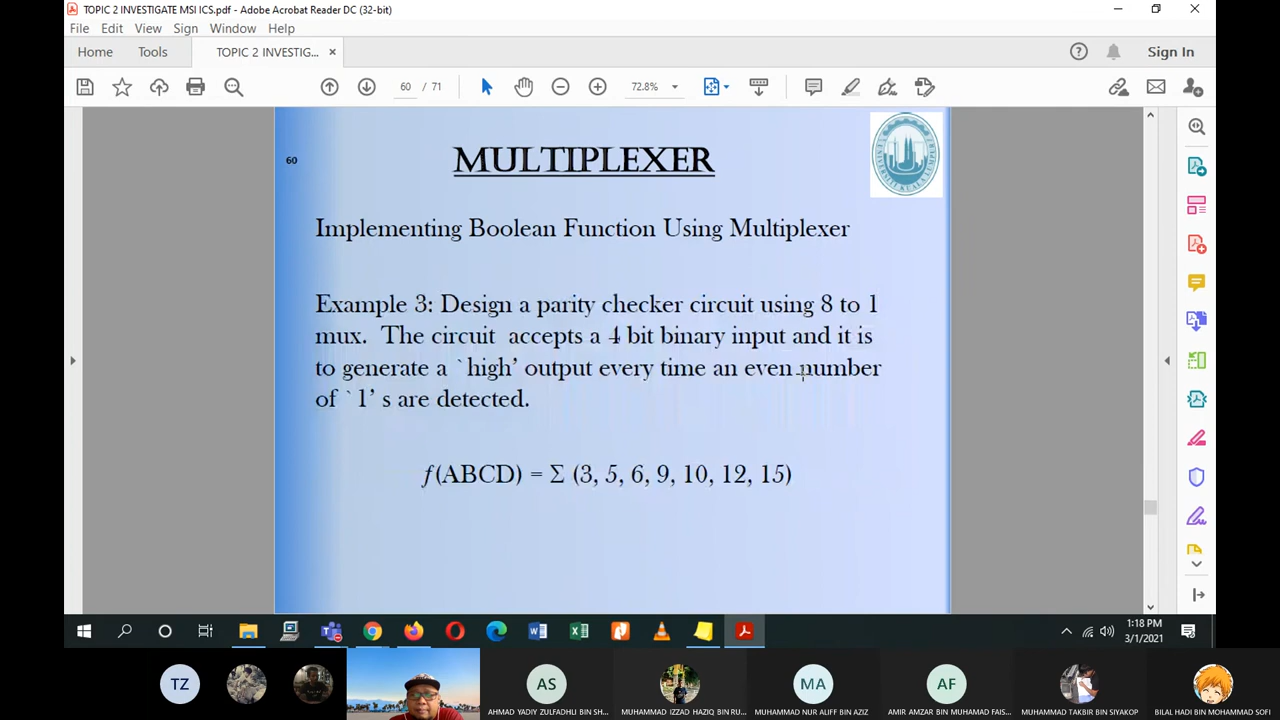 TOPIC 2 INVESTIGATE MSI ICS.pdf - Adobe Acrobat Reader DC (32-bit)
File Edit View Sign Window Help
Home Tools TOPIC 2 INVESTIG... × Sign In
60 / 71 72.8%
60
MULTIPLEXER
Implementing Boolean Function Using Multiplexer
Example 3: Design a parity checker circuit using 8 to 1
mux. The circuit accepts a 4 bit binary input and it is
to generate a `high’ output every time an even number
of `1’ s are detected.
f(ABCD) = Σ (3, 5, 6, 9, 10, 12, 15)
1:18 PM
3/1/2021
TZ AS MA AF
AHMAD YADIY ZULFADHLI BIN SH... MUHAMMAD IZZAD HAZIQ BIN RU... MUHAMMAD NUR ALIFF BIN AZIZ AMIR AMZAR BIN MUHAMAD FAIS... MUHAMMAD TAKBIR BIN SIYAKOP BILAL HADI BIN MOHAMMAD SOFI